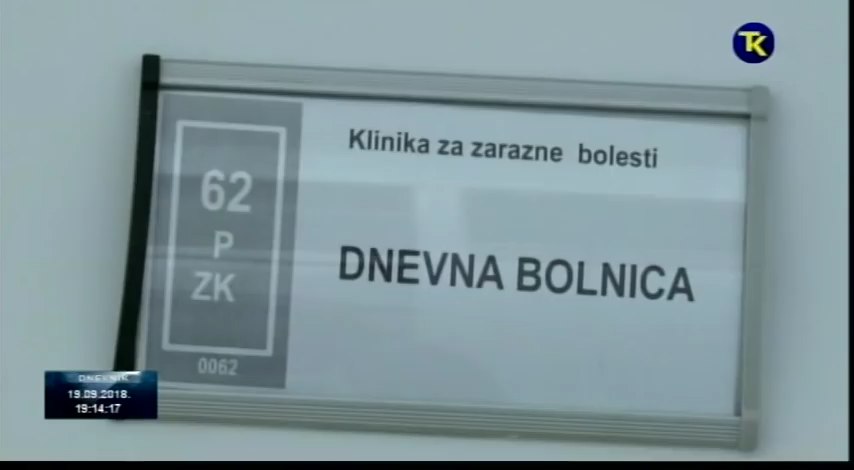 TK
Klinika za zarazne bolesti
62
P
ZK
DNEVNA BOLNICA
0062
DNEVNIK
19.09.2018.
19:14:17